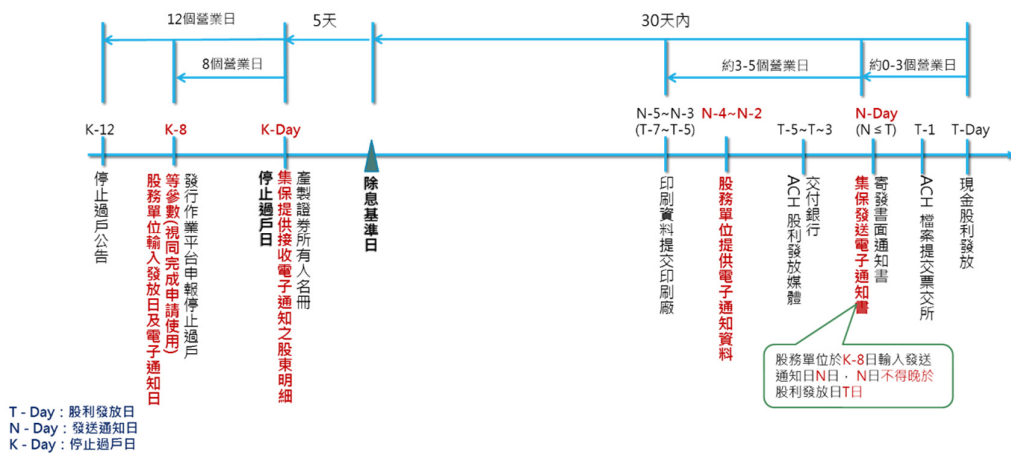 12個營業日
5天
30天內
8個營業日
約3-5個營業日
約0-3個營業日
K-12
K-8
K-Day
N-5~N-3
(T-7~T-5)
N-4~N-2
T-5~T~3
N-Day
(N ≤ T)
T-1
T-Day
停止過戶公告
發行作業平台申報停止過戶
等參數(視同完成申請使用)
股務單位輸入發放日及電子通知日
產製證券所有人名冊
集保提供接收電子通知之股東明細
停止過戶日
除息基準日
印刷資料提交印刷廠
股務單位提供電子通知資料
交付銀行
ACH 股利發放媒體
寄發書面通知書
集保發送電子通知書
ACH 檔案提交票交所
現金股利發放
股務單位於K-8日輸入發送
通知日N日，N日不得晚於
股利發放日T日
T - Day：股利發放日
N - Day：發送通知日
K - Day：停止過戶日